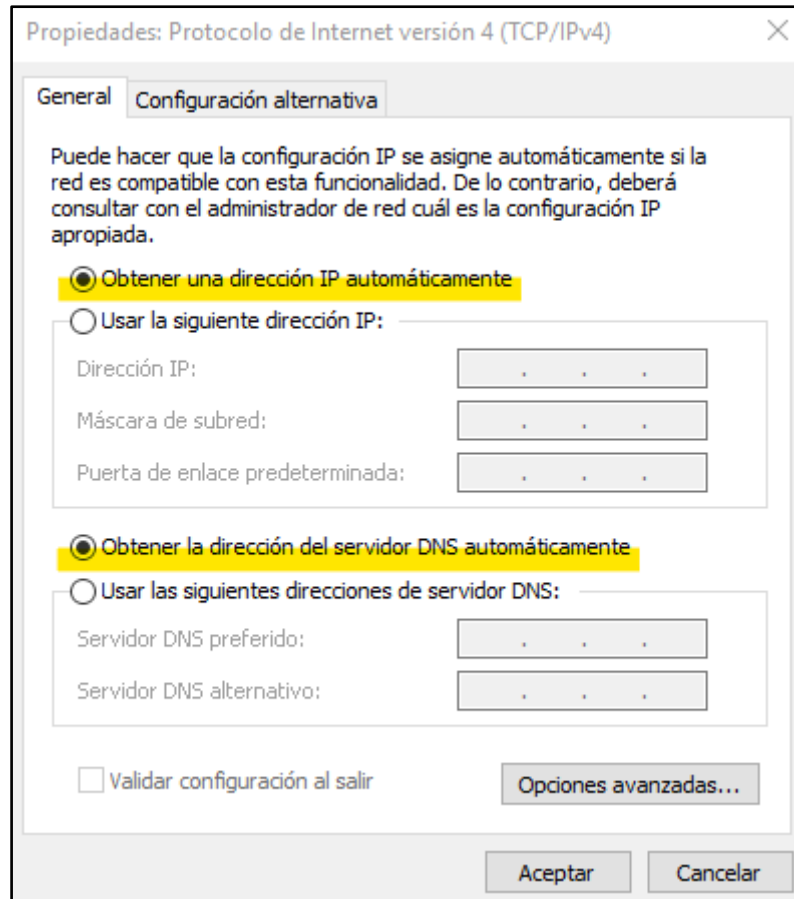 Propiedades: Protocolo de Internet versión 4 (TCP/IPv4)
General
Configuración alternativa
Puede hacer que la configuración IP se asigne automáticamente si la
red es compatible con esta funcionalidad. De lo contrario, deberá
consultar con el administrador de red cuál es la configuración IP
apropiada.
Obtener una dirección IP automáticamente
Usar la siguiente dirección IP:
Dirección IP:
Máscara de subred:
Puerta de enlace predeterminada:
Obtener la dirección del servidor DNS automáticamente
Usar las siguientes direcciones de servidor DNS:
Servidor DNS preferido:
Servidor DNS alternativo:
Validar configuración al salir
Opciones avanzadas...
Aceptar
Cancelar